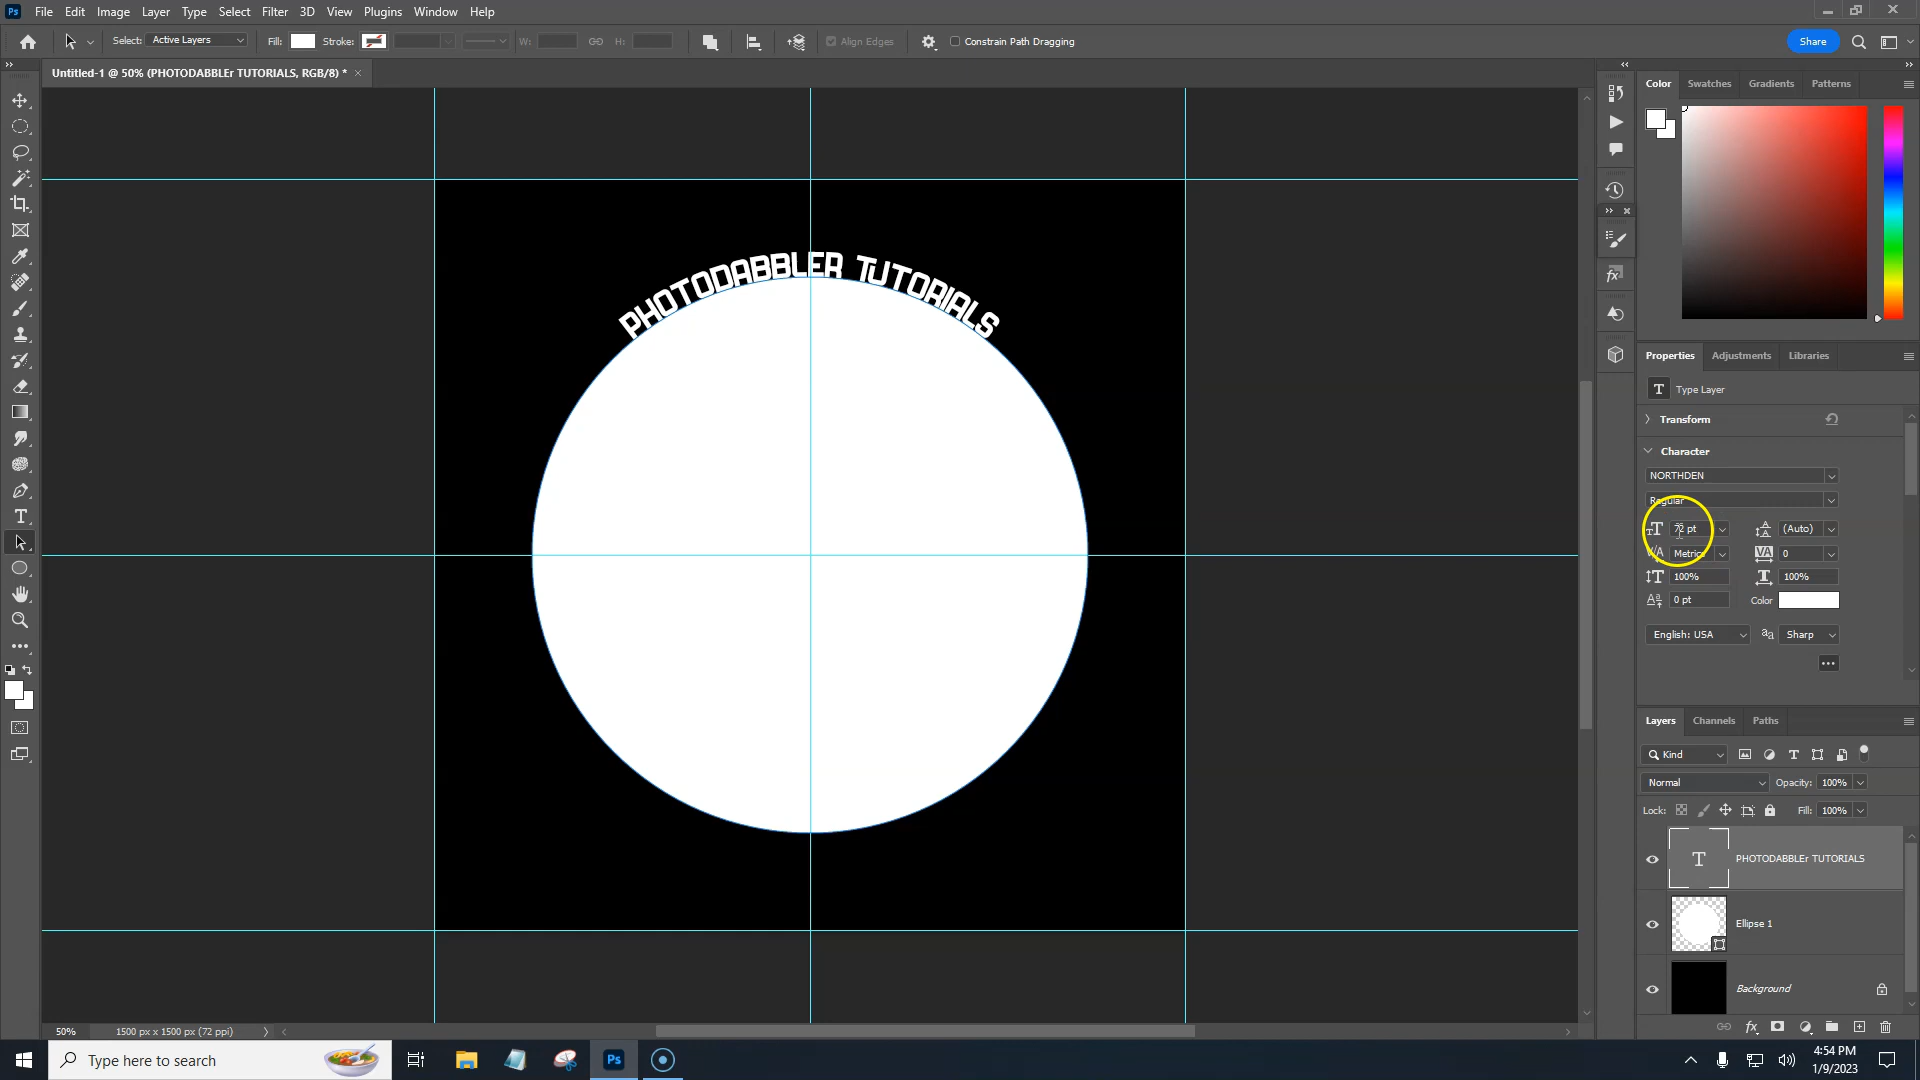 Ps File Edit Image Layer Type Select Filter 3D View Plugins Window Help
Select: Active Layers Fill: Stroke: W: H: Align Edges Constrain Path Dragging Share
Untitled-1 @ 50% (PHOTODABBLEr TUTORIALS, RGB/8) *
Color Swatches Gradients Patterns
PHOTODABBLER TUTORIALS
Properties Adjustments Libraries
T Type Layer
Transform
Character
NORTHDEN
Regular
72 pt (Auto)
Metrics 0
100% 100%
0 pt Color
English: USA Sharp
Layers Channels Paths
Kind
Normal Opacity: 100%
Lock: Fill: 100%
T PHOTODABBLEr TUTORIALS
Ellipse 1
Background
50% 1500 px x 1500 px (72 ppi)
Type here to search Ps 4:54 PM
1/9/2023